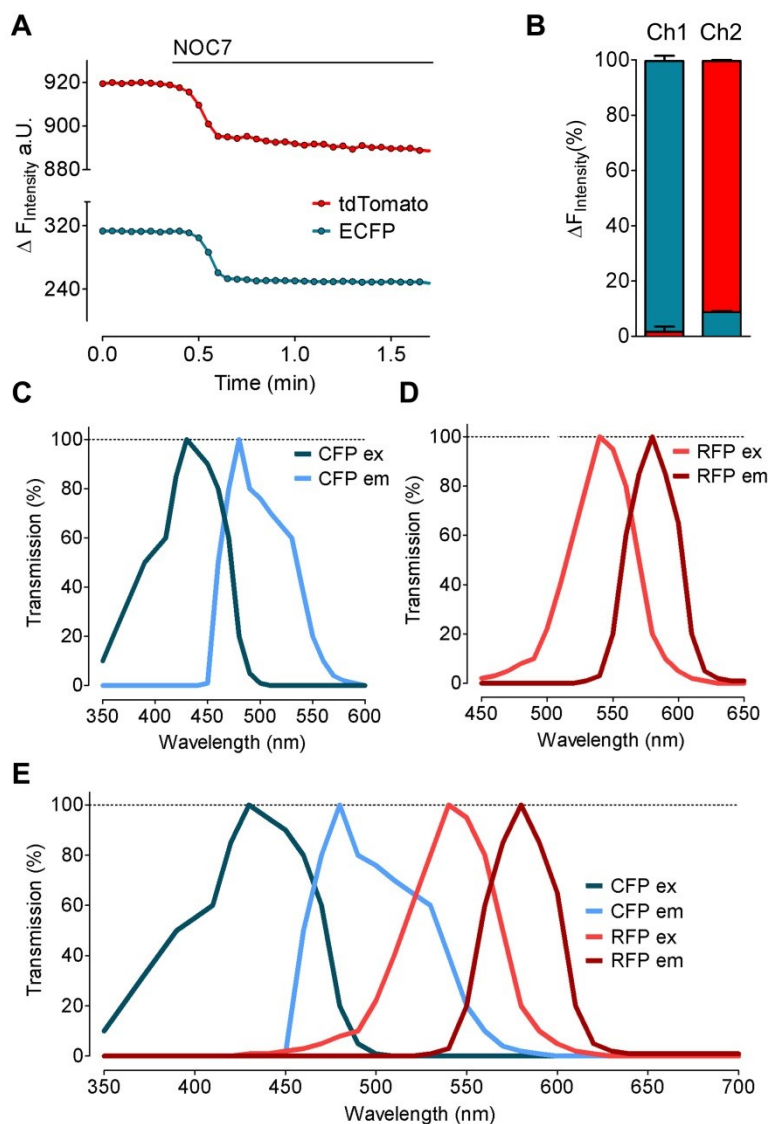 A
NOC7
920
900
880
Δ F Intensity a.U.
tdTomato
ECFP
320
240
0.0 0.5 1.0 1.5
Time (min)
B
Ch1 Ch2
100
80
60
40
20
0
ΔF Intensity(%)
C
100
80
60
40
20
0
Transmission (%)
CFP ex
CFP em
350 400 450 500 550 600
Wavelength (nm)
D
100
80
60
40
20
0
Transmission (%)
RFP ex
RFP em
450 500 550 600 650
Wavelength (nm)
E
100
80
60
40
20
0
Transmission (%)
CFP ex
CFP em
RFP ex
RFP em
350 400 450 500 550 600 650 700
Wavelength (nm)